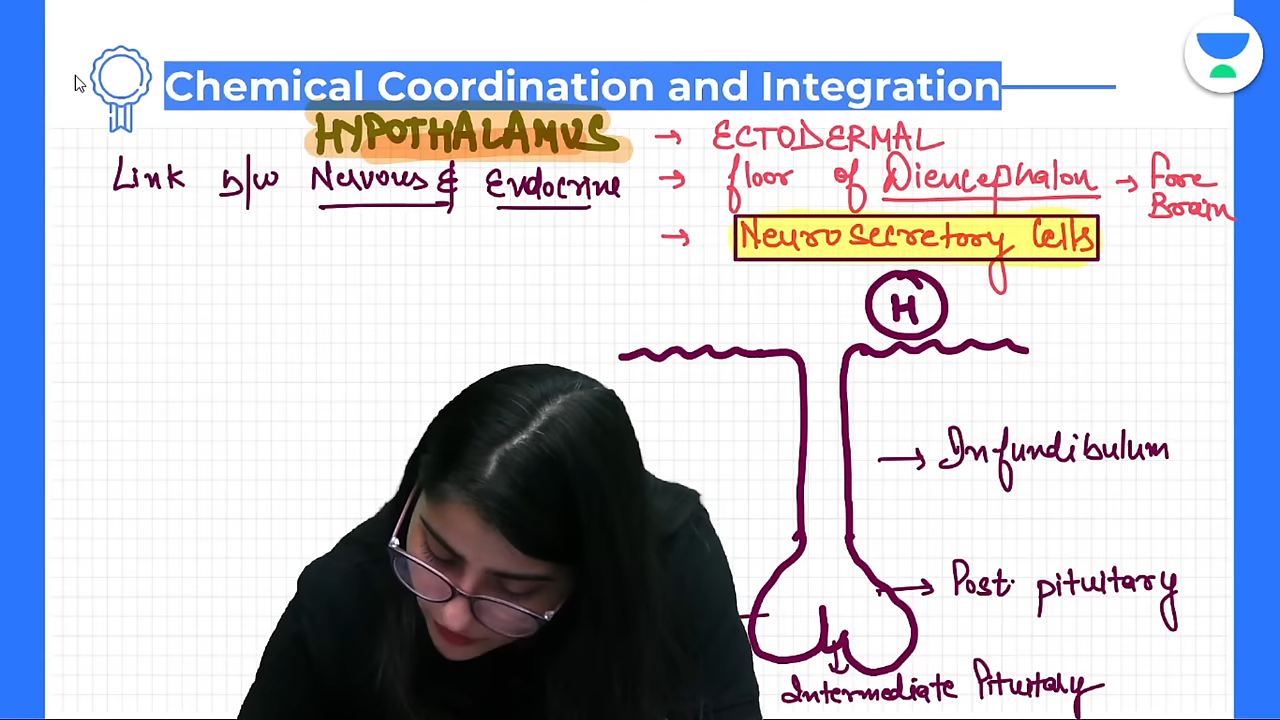 Chemical Coordination and Integration
HYPOTHALAMUS → ECTODERMAL
Link b/w Nervous & Endocrine → floor of Diencephalon → Fore Brain
→ Neurosecretory Cells
H
→ Infundibulum
→ Post. pituitary
Intermediate Pituitary